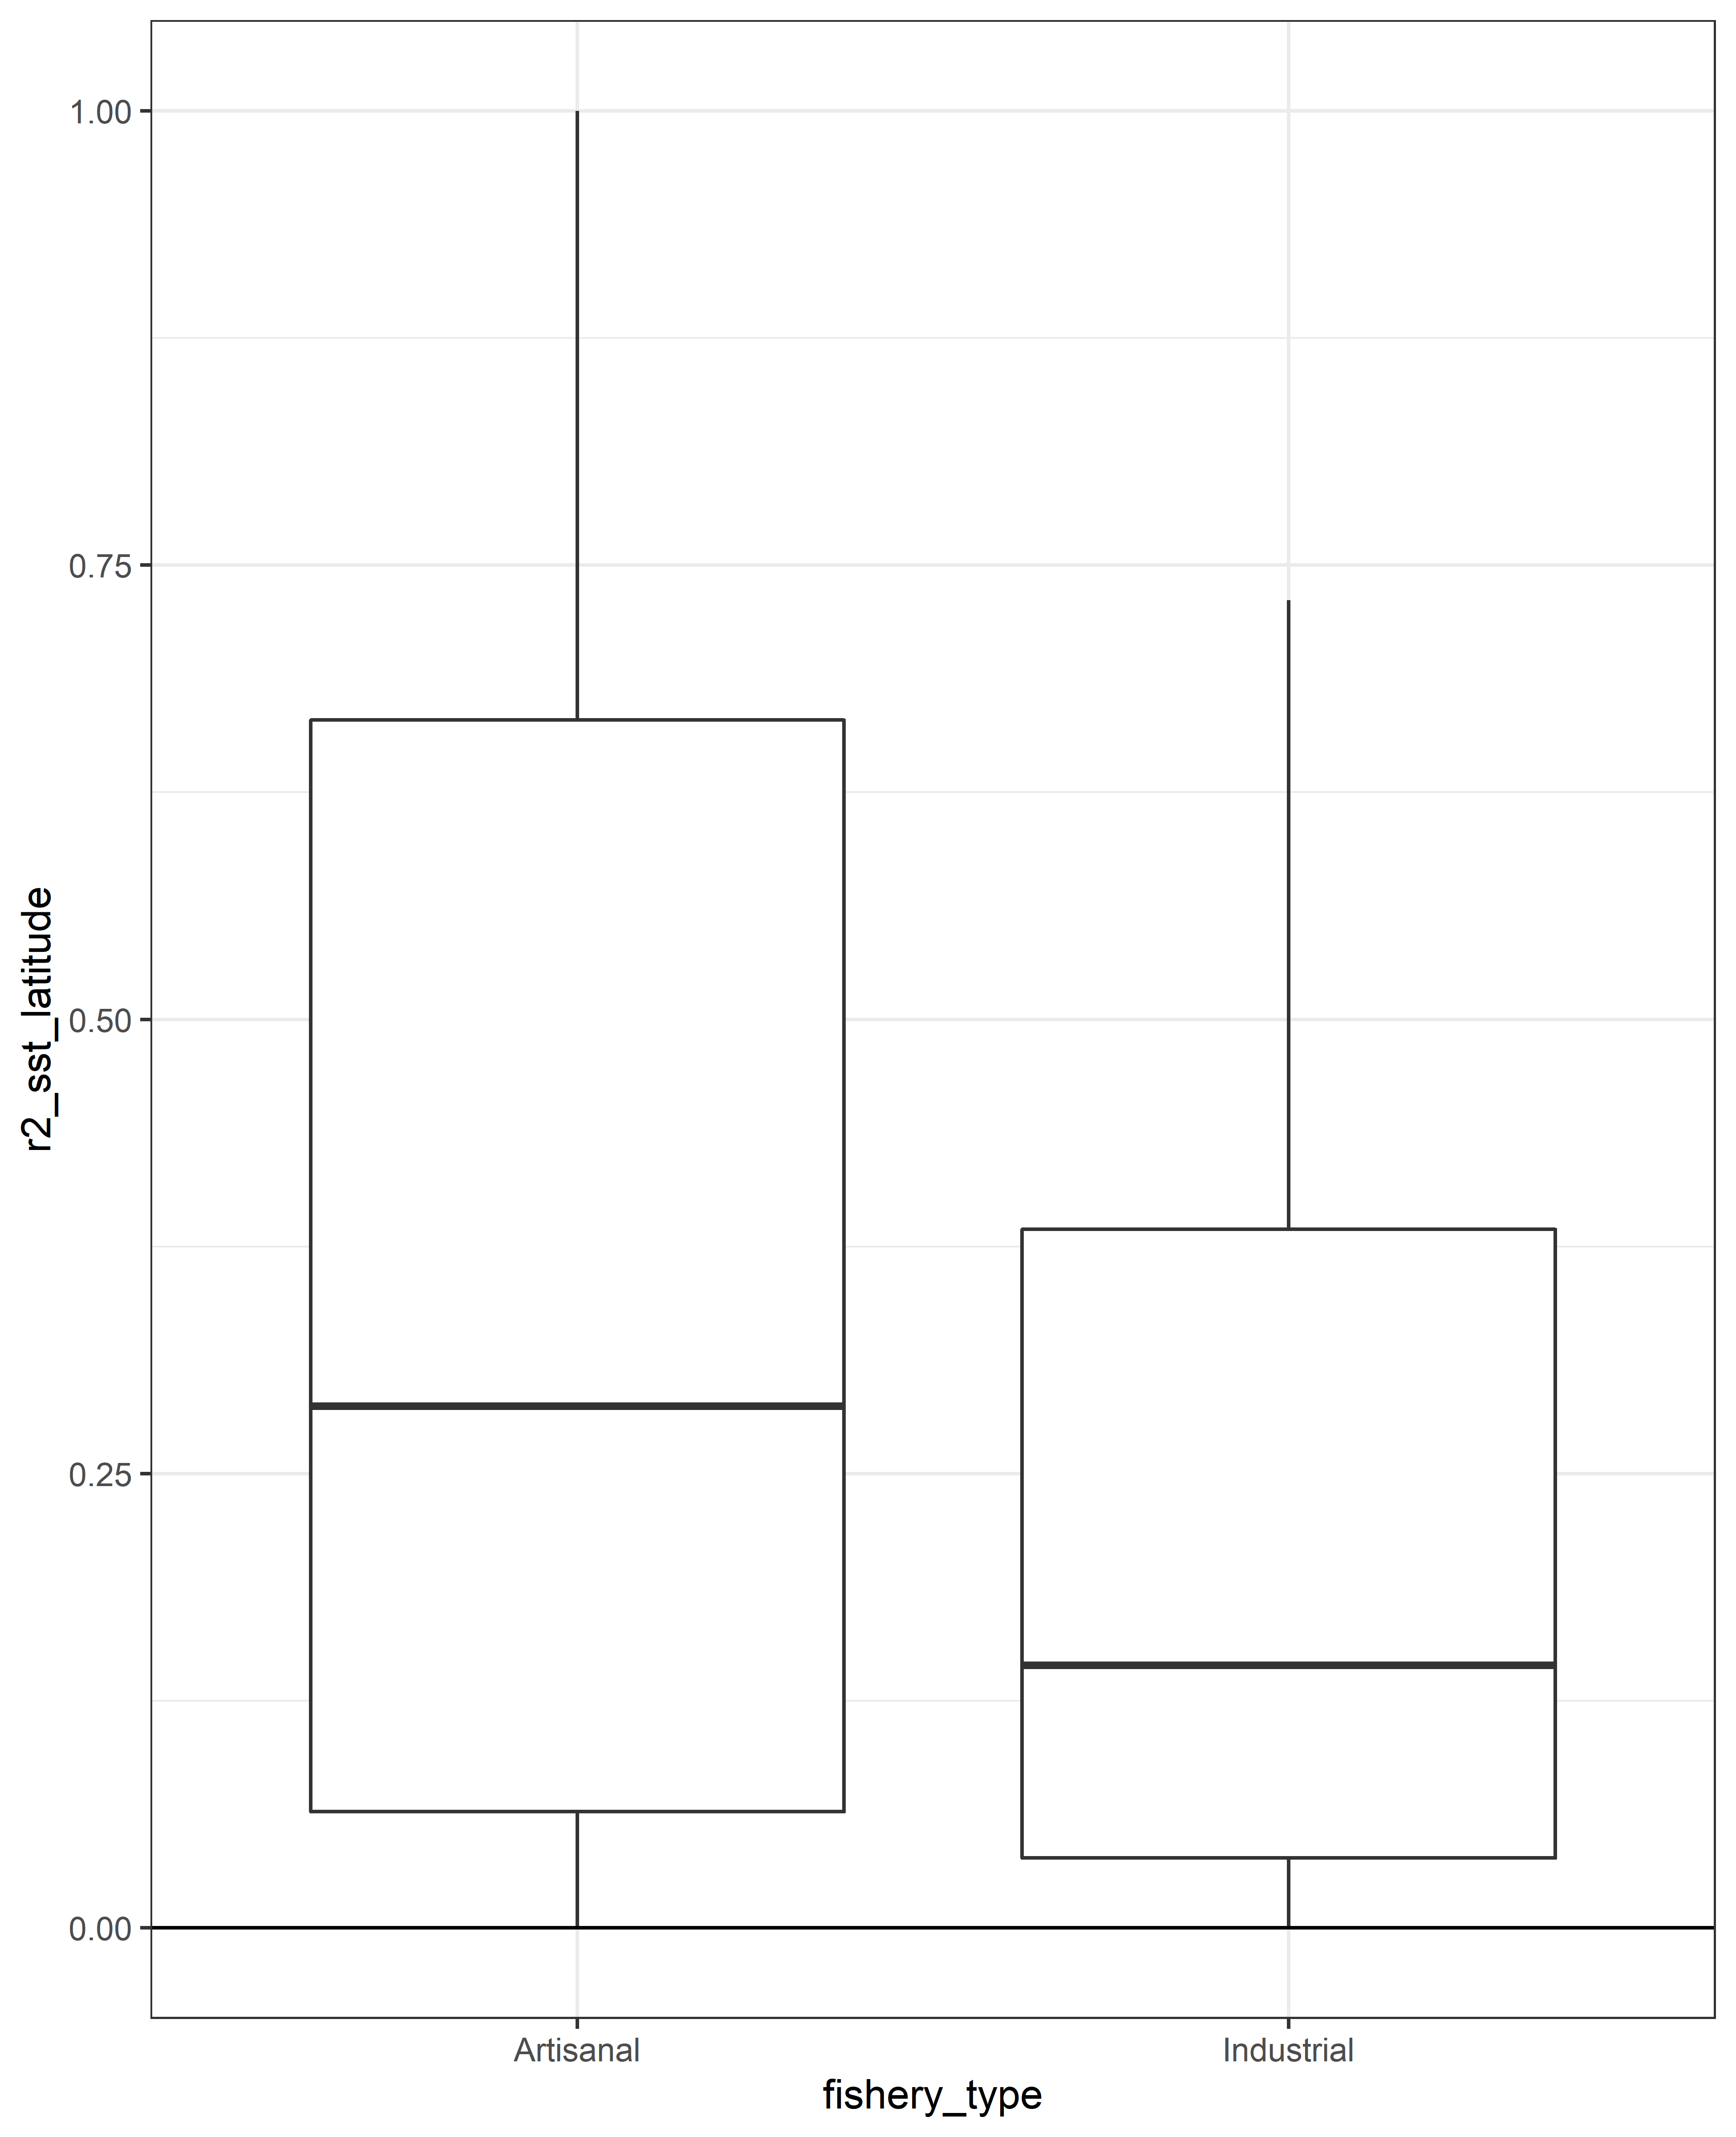 r2_sst_latitude
1.00
0.75
0.50
0.25
0.00
Artisanal
Industrial
fishery_type